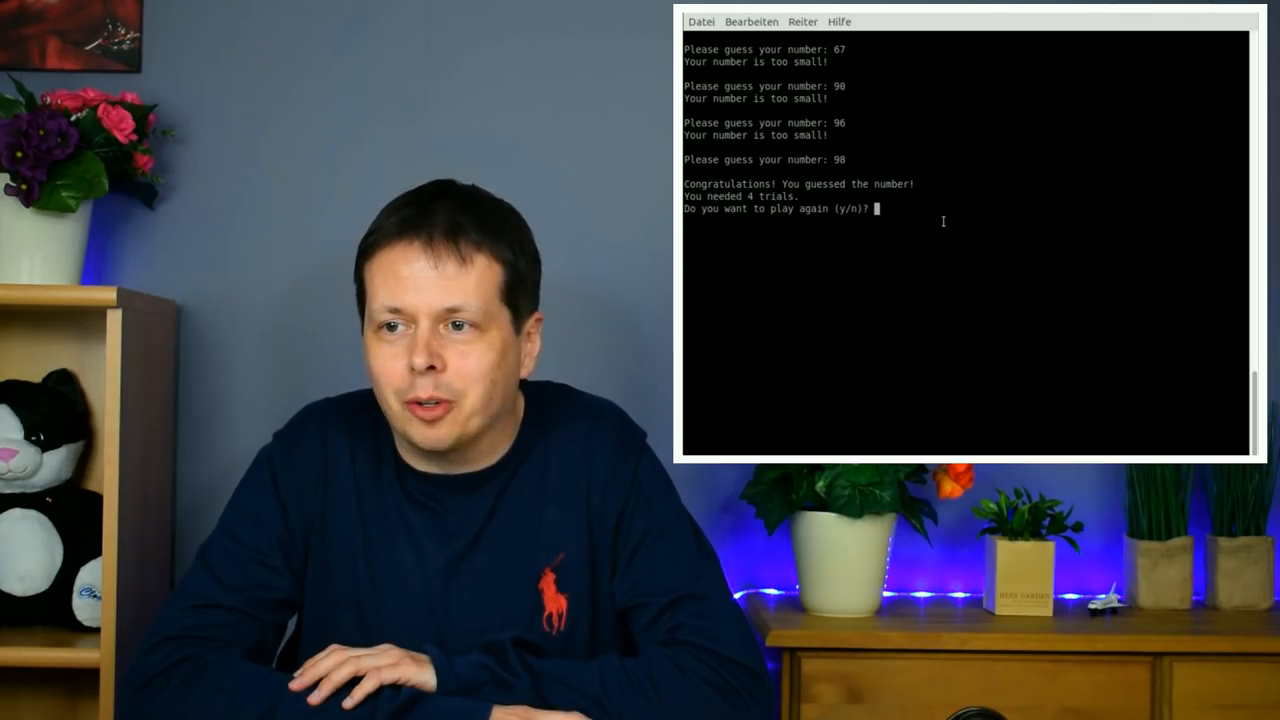 Datei Bearbeiten Reiter Hilfe
Please guess your number: 67
Your number is too small!
Please guess your number: 90
Your number is too small!
Please guess your number: 96
Your number is too small!
Please guess your number: 98
Congratulations! You guessed the number!
You needed 4 trials.
Do you want to play again (y/n)?
HERB GARDEN